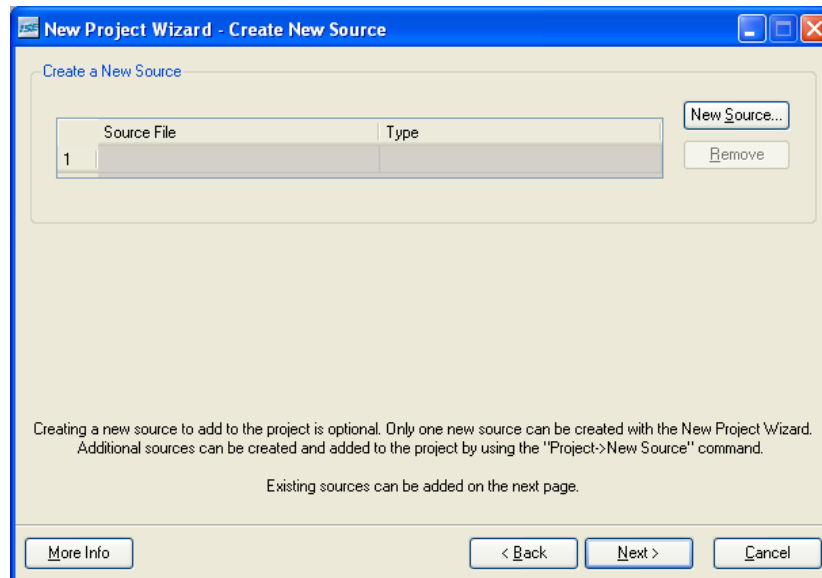 ISE New Project Wizard - Create New Source
Create a New Source
Source File Type
New Source...
1
Remove
Creating a new source to add to the project is optional. Only one new source can be created with the New Project Wizard.
Additional sources can be created and added to the project by using the "Project->New Source" command.
Existing sources can be added on the next page.
More Info < Back Next > Cancel